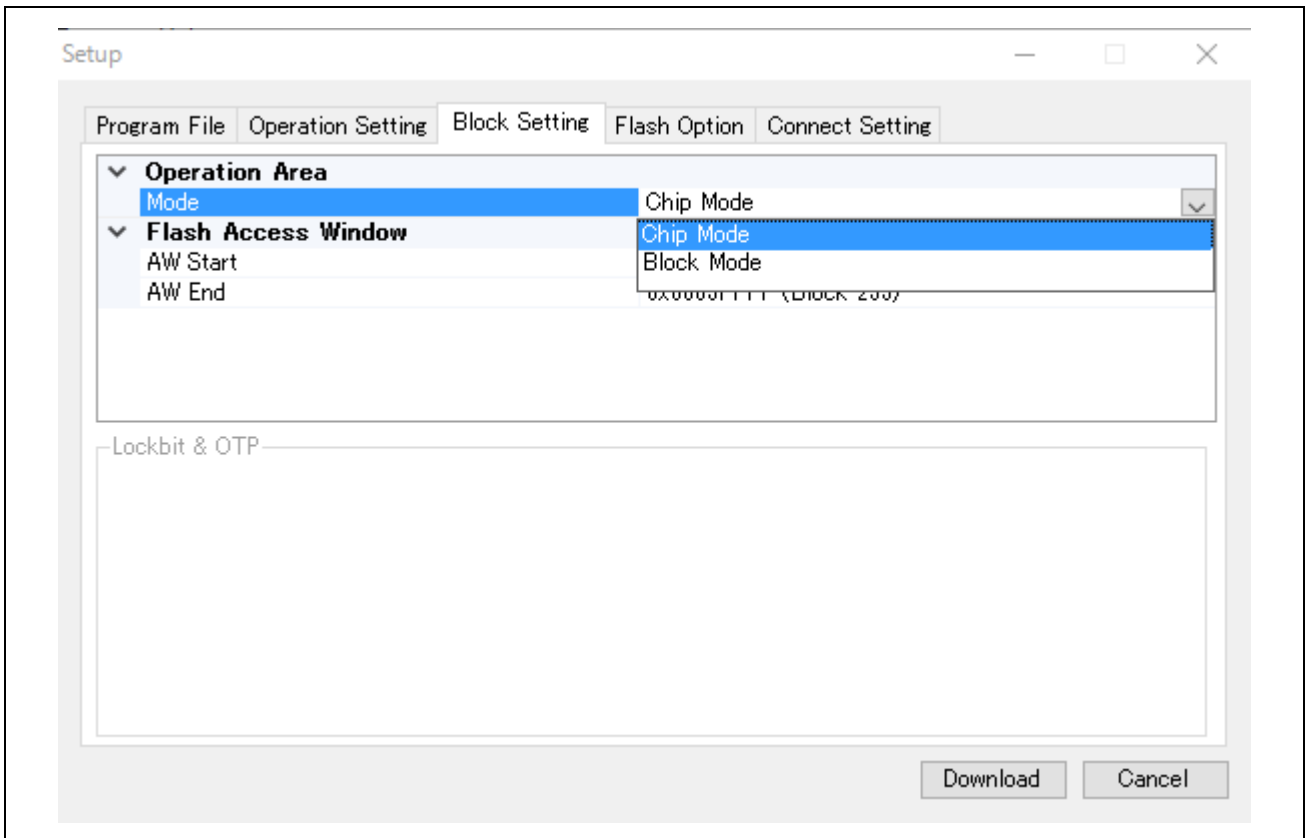 Setup
Program File Operation Setting Block Setting Flash Option Connect Setting
Operation Area
Mode Chip Mode
Flash Access Window Chip Mode
AW Start Block Mode
AW End
Lockbit & OTP
Download Cancel